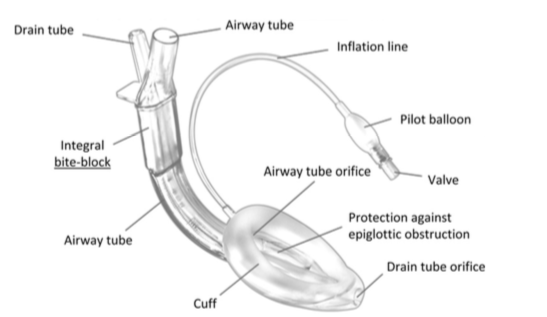 Drain tube
Airway tube
Inflation line
Pilot balloon
Integral
bite-block
Airway tube orifice
Valve
Protection against
epiglottic obstruction
Airway tube
Drain tube orifice
Cuff